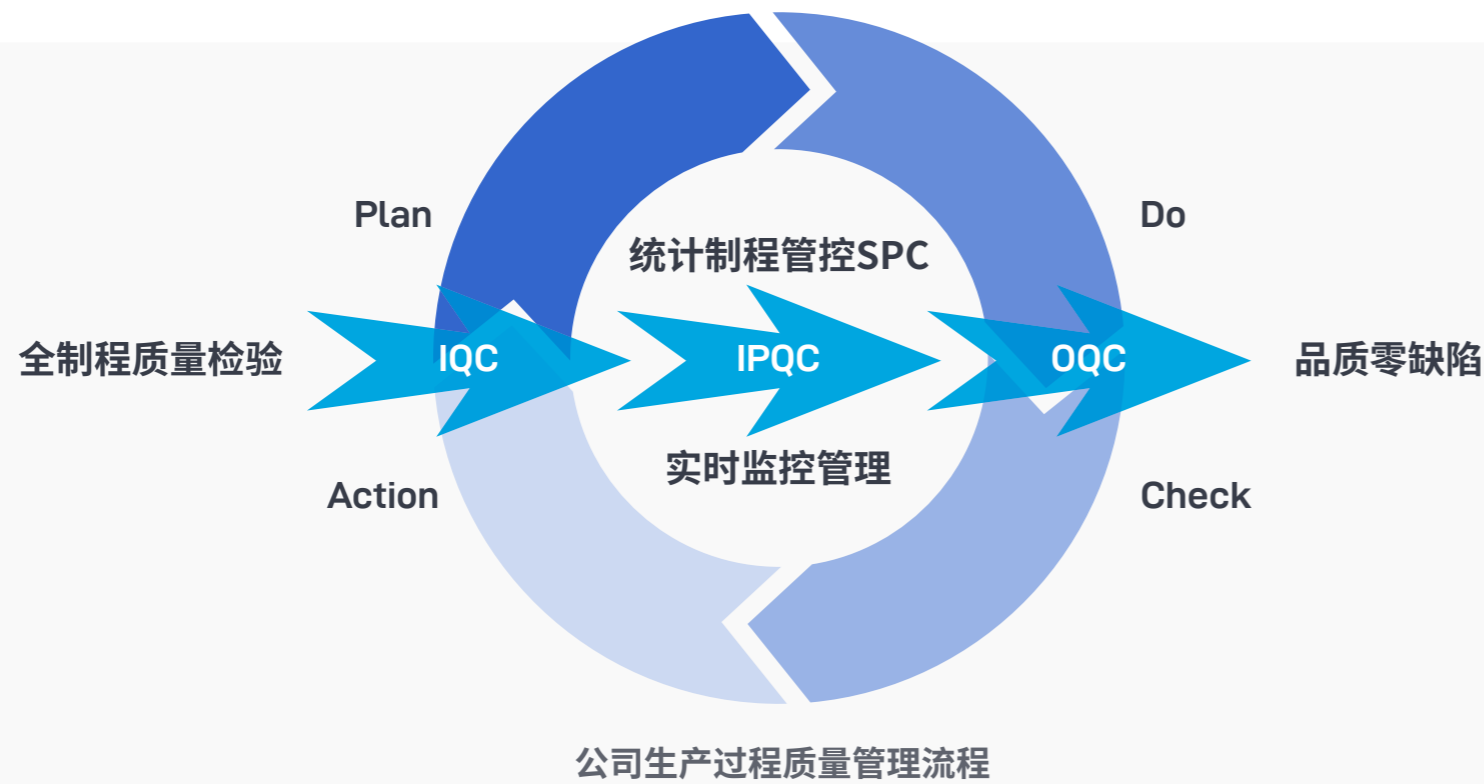 Plan
Do
统计制程管控SPC
全制程质量检验
IQC
IPQC
OQC
品质零缺陷
实时监控管理
Action
Check
公司生产过程质量管理流程